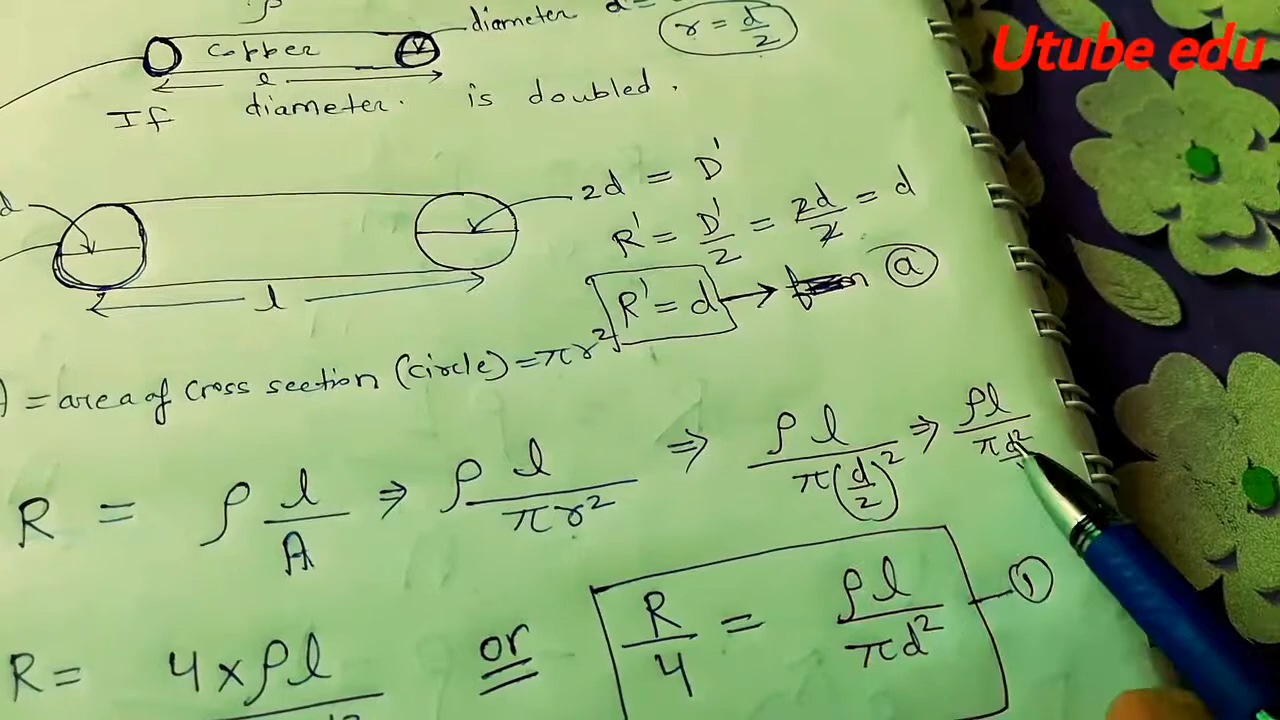 Utube edu
ρ
diameter d =
r = d/2
copper
l
If diameter. is doubled.
2d = D'
d
R' = D'/2 = 2d/2 = d
R' = d → a
l
A = area of cross section (circle) = πr²
R = ρ l/A ⇒ ρ l/πr² ⇒ ρ l/π(d/2)² ⇒ ρl/πd²
R = 4 x ρl or R/4 = ρl/πd² 1